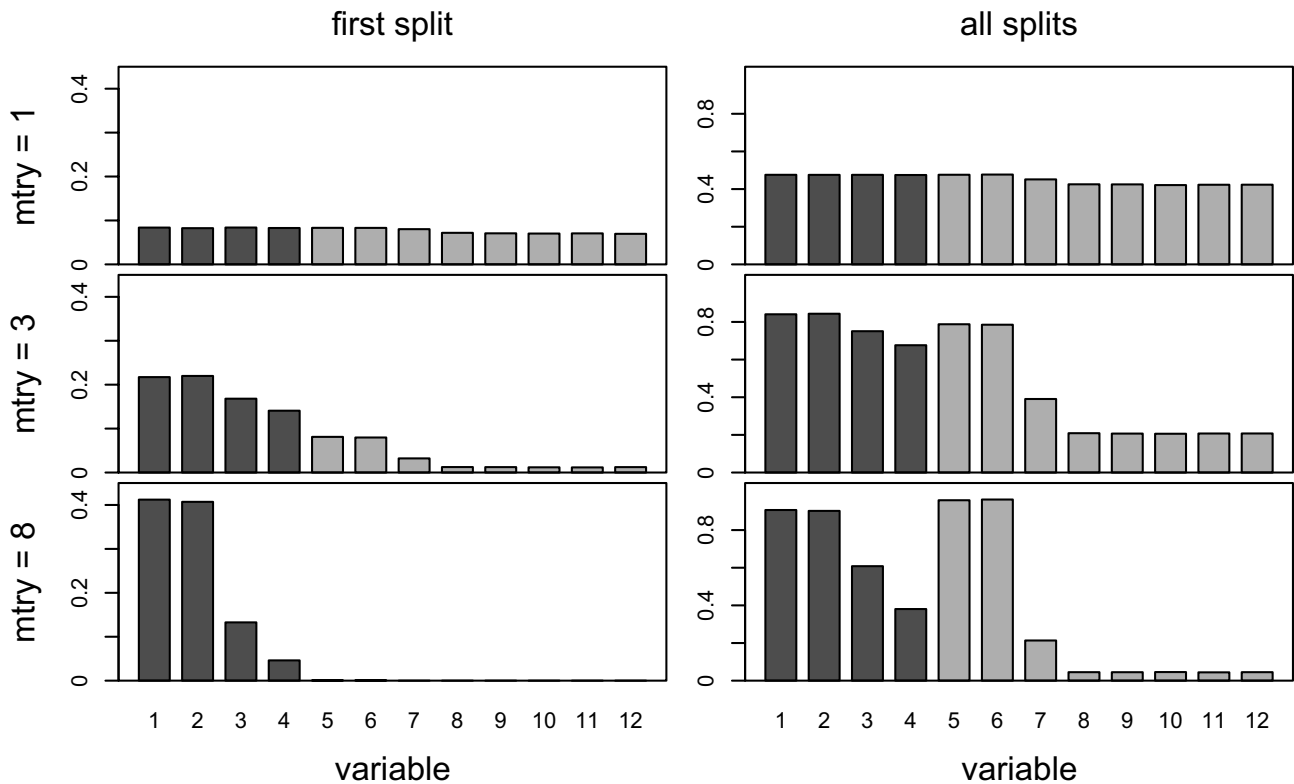 first split
all splits
mtry = 1
0 0.2 0.4
0 0.4 0.8
mtry = 3
0 0.2 0.4
0 0.4 0.8
mtry = 8
0 0.2 0.4
0 0.4 0.8
1 2 3 4 5 6 7 8 9 10 11 12
1 2 3 4 5 6 7 8 9 10 11 12
variable
variable